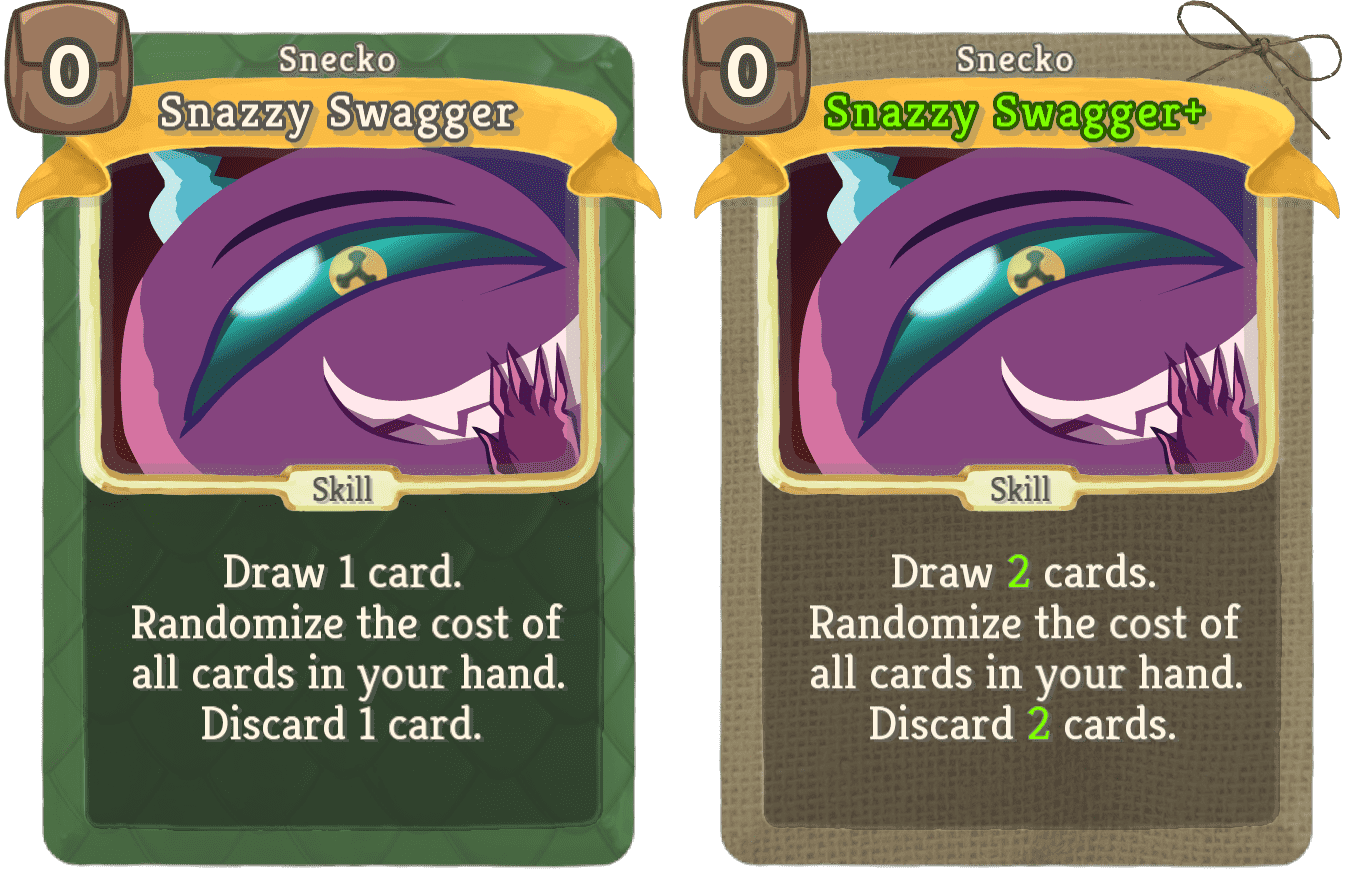 0
Snecko
Snazzy Swagger
Skill
Draw 1 card.
Randomize the cost of
all cards in your hand.
Discard 1 card.
0
Snecko
Snazzy Swagger+
Skill
Draw 2 cards.
Randomize the cost of
all cards in your hand.
Discard 2 cards.